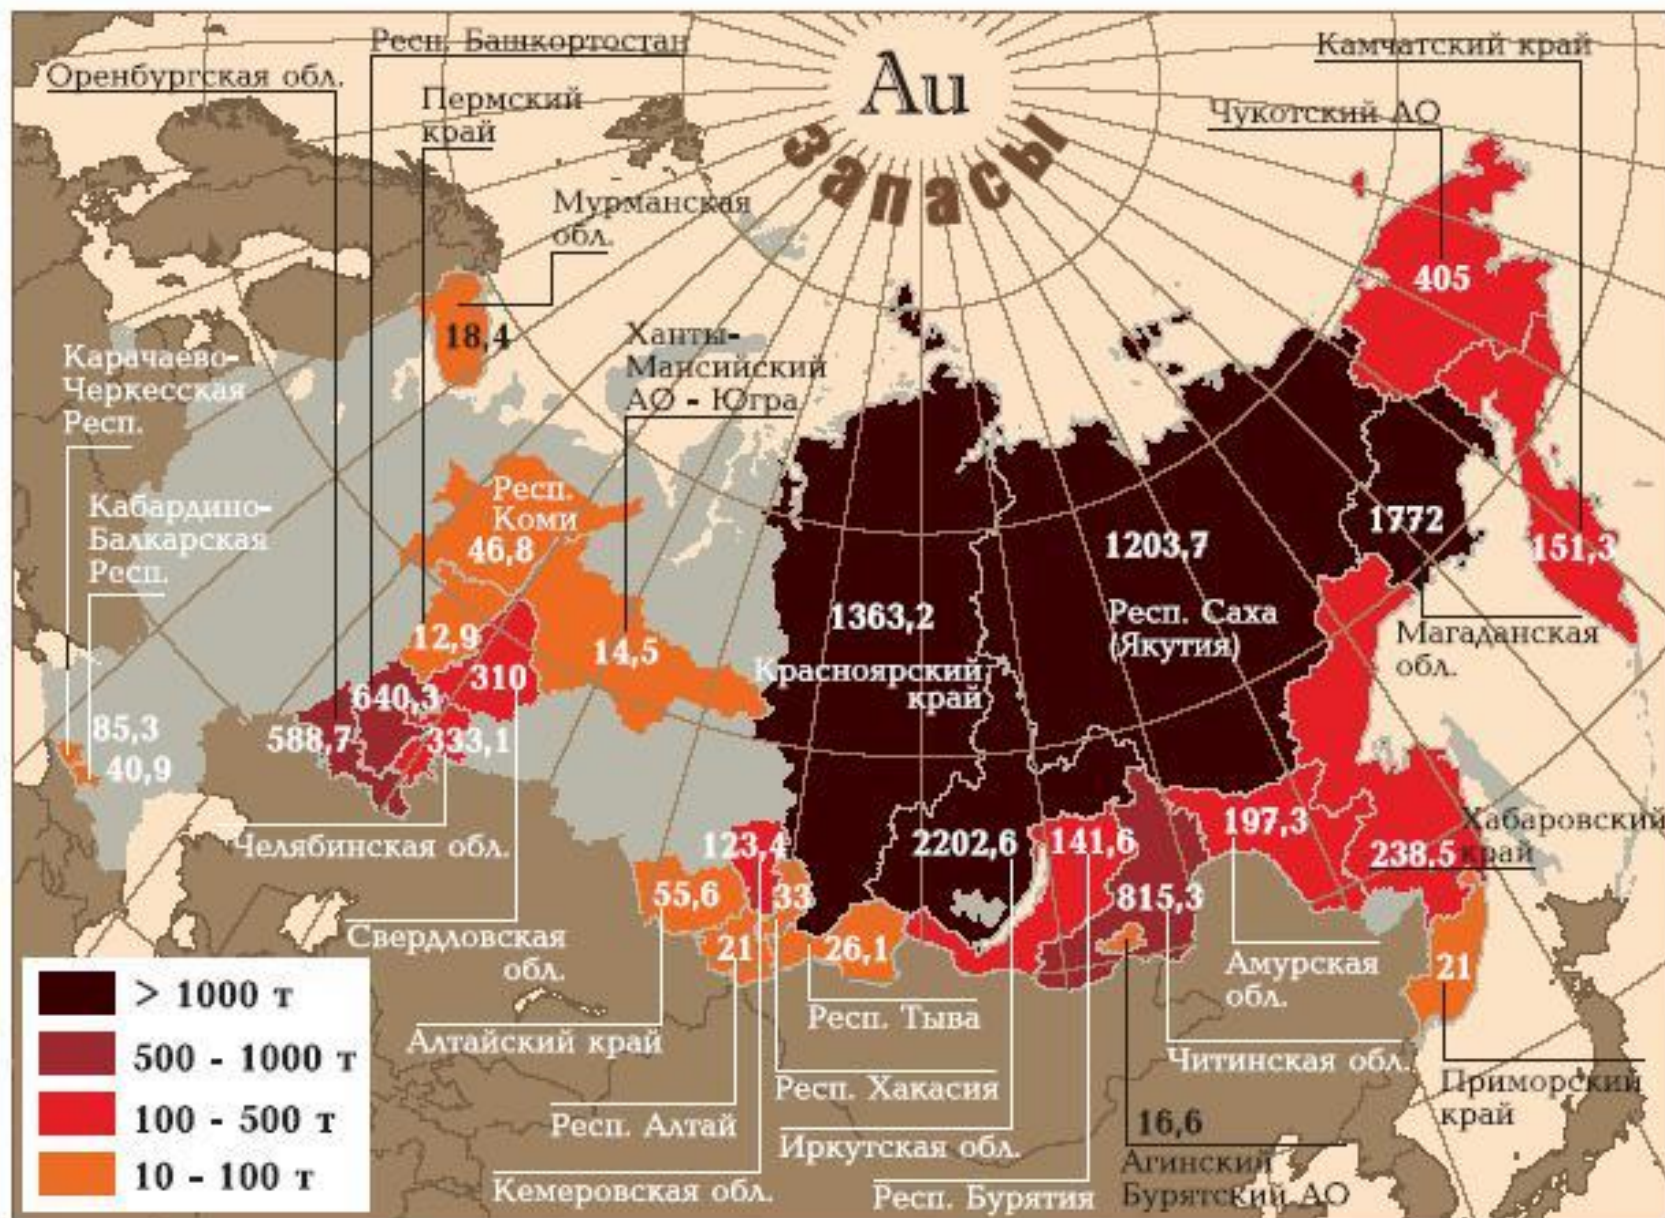 Au
запасы
Респ. Башкортостан
Оренбургская обл.
Пермский
край
Мурманская
обл.
Камчатский край
Чукотский АО
405
18,4
Ханты-
Мансийский
АО - Югра
Карачаево-
Черкесская
Респ.
Кабардино-
Балкарская
Респ.
Респ.
Коми
46,8
1203,7
1772
151,3
1363,2
Респ. Саха
(Якутия)
Магаданская
обл.
12,9
14,5
Красноярский
край
310
640,3
588,7
333,1
85,3
40,9
Челябинская обл.
123,4
2202,6
141,6
197,3
Хабаровский
край
238.5
55,6
33
815,3
Свердловская
обл.
21
26,1
Амурская
обл.
21
> 1000 т
500 - 1000 т
100 - 500 т
10 - 100 т
Алтайский край
Респ. Тыва
Читинская обл.
Респ. Хакасия
Приморский
край
Респ. Алтай
Иркутская обл.
16,6
Агинский
Бурятский АО
Кемеровская обл.
Респ. Бурятия